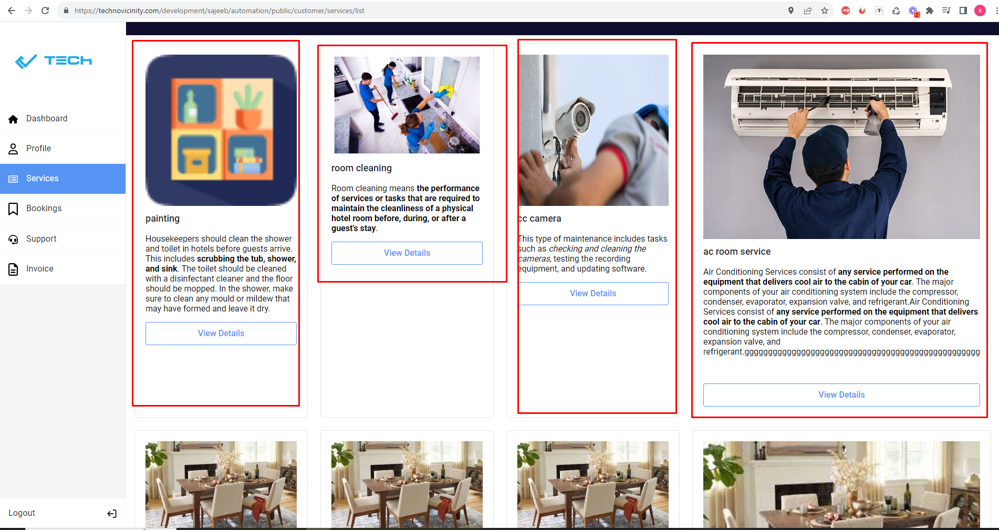 https://technovicinity.com/development/sajeeb/automation/public/customer/services/list
2
S
TECH
Dashboard
Profile
Services
Bookings
Support
Invoice
Logout
painting
Housekeepers should clean the shower
and toilet in hotels before guests arrive.
This includes scrubbing the tub, shower,
and sink. The toilet should be cleaned
with a disinfectant cleaner and the floor
should be mopped. In the shower, make
sure to clean any mould or mildew that
may have formed and leave it dry.
View Details
room cleaning
Room cleaning means the performance
of services or tasks that are required to
maintain the cleanliness of a physical
hotel room before, during, or after a
guest's stay.
View Details
cc camera
This type of maintenance includes tasks
such as checking and cleaning the
cameras, testing the recording
equipment, and updating software.
View Details
ac room service
Air Conditioning Services consist of any service performed on the
equipment that delivers cool air to the cabin of your car. The major
components of your air conditioning system include the compressor,
condenser, evaporator, expansion valve, and refrigerant.Air Conditioning
Services consist of any service performed on the equipment that delivers
cool air to the cabin of your car. The major components of your air
conditioning system include the compressor, condenser, evaporator,
expansion valve, and
refrigerant.gggggggggggggggggggggggggggggggggggggggggggggggggg
View Details